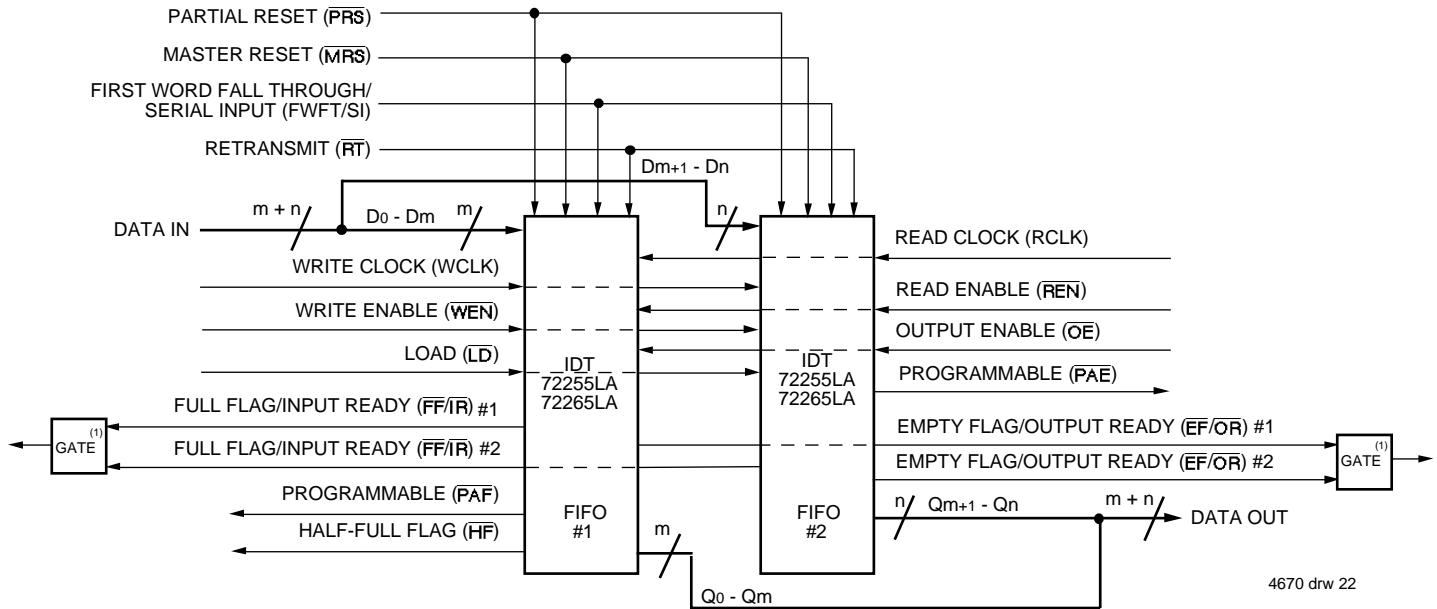 PARTIAL RESET (PRS)
MASTER RESET (MRS)
FIRST WORD FALL THROUGH/
SERIAL INPUT (FWFT/SI)
RETRANSMIT (RT)
Dm+1 - Dn
m + n
D0 - Dm
m
n
DATA IN
READ CLOCK (RCLK)
WRITE CLOCK (WCLK)
READ ENABLE (REN)
WRITE ENABLE (WEN)
OUTPUT ENABLE (OE)
LOAD (LD)
IDT
72255LA
72265LA
IDT
72255LA
72265LA
PROGRAMMABLE (PAE)
FULL FLAG/INPUT READY (FF/IR) #1
EMPTY FLAG/OUTPUT READY (EF/OR) #1
GATE (1)
FULL FLAG/INPUT READY (FF/IR) #2
EMPTY FLAG/OUTPUT READY (EF/OR) #2
GATE (1)
PROGRAMMABLE (PAF)
HALF-FULL FLAG (HF)
FIFO
#1
FIFO
#2
m
n
Qm+1 - Qn
m + n
DATA OUT
Q0 - Qm
4670 drw 22